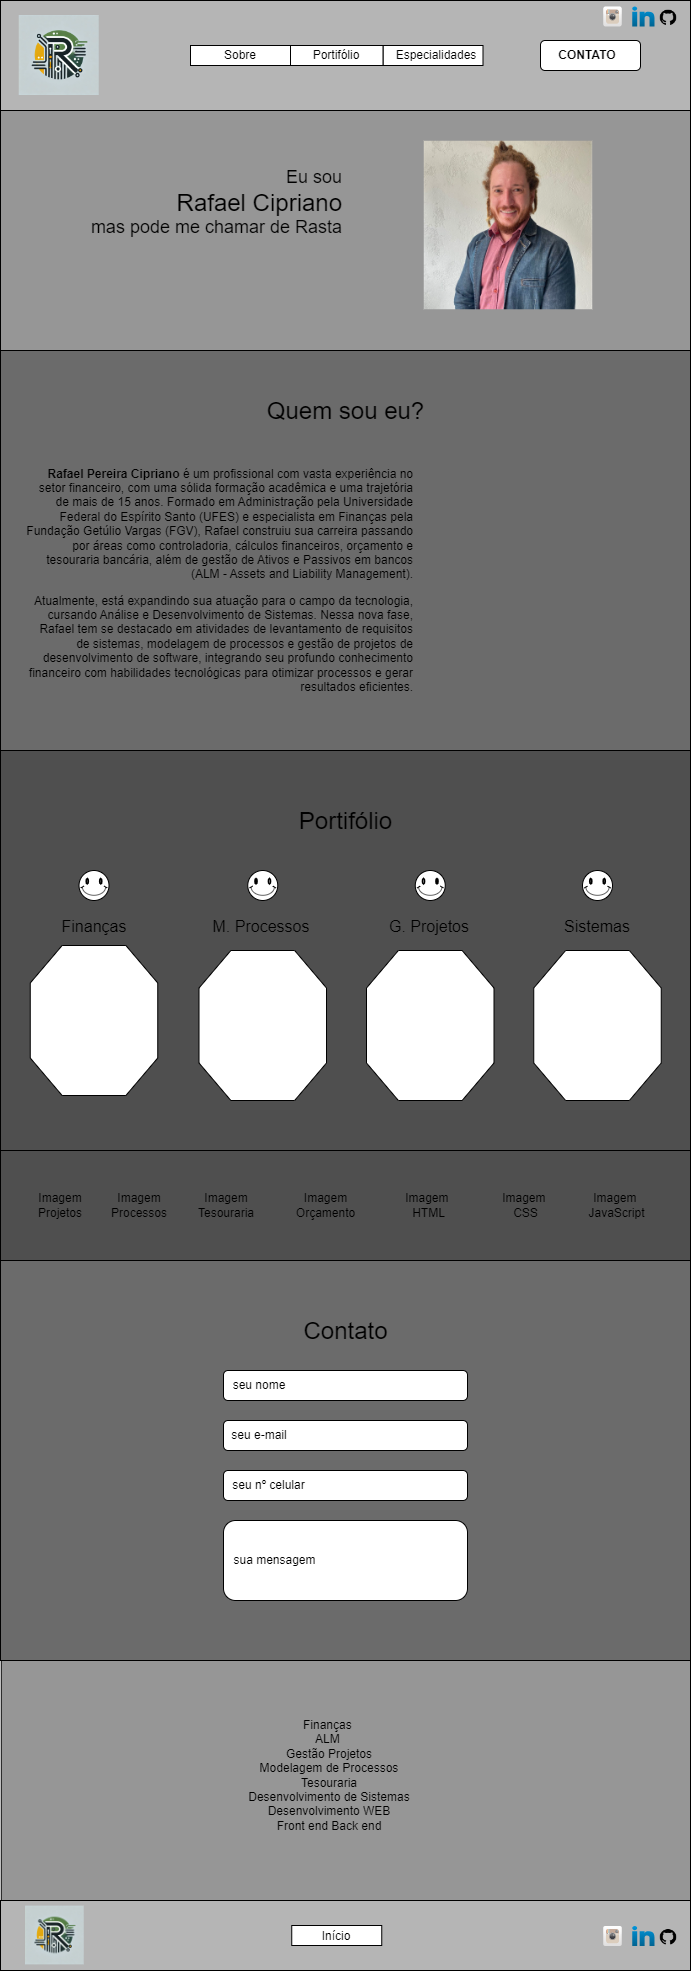 Sobre
Portifólio
Especialidades
CONTATO
Eu sou
Rafael Cipriano
mas pode me chamar de Rasta
Quem sou eu?
Rafael Pereira Cipriano é um profissional com vasta experiência no
setor financeiro, com uma sólida formação acadêmica e uma trajetória
de mais de 15 anos. Formado em Administração pela Universidade
Federal do Espírito Santo (UFES) e especialista em Finanças pela
Fundação Getúlio Vargas (FGV), Rafael construiu sua carreira passando
por áreas como controladoria, cálculos financeiros, orçamento e
tesouraria bancária, além de gestão de Ativos e Passivos em bancos
(ALM - Assets and Liability Management).
Atualmente, está expandindo sua atuação para o campo da tecnologia,
cursando Análise e Desenvolvimento de Sistemas. Nessa nova fase,
Rafael tem se destacado em atividades de levantamento de requisitos
de sistemas, modelagem de processos e gestão de projetos de
desenvolvimento de software, integrando seu profundo conhecimento
financeiro com habilidades tecnológicas para otimizar processos e gerar
resultados eficientes.
Portifólio
Finanças
M. Processos
G. Projetos
Sistemas
Imagem
Projetos
Imagem
Processos
Imagem
Tesouraria
Imagem
Orçamento
Imagem
HTML
Imagem
CSS
Imagem
JavaScript
Contato
seu nome
seu e-mail
seu nº celular
sua mensagem
Finanças
ALM
Gestão Projetos
Modelagem de Processos
Tesouraria
Desenvolvimento de Sistemas
Desenvolvimento WEB
Front end Back end
Início